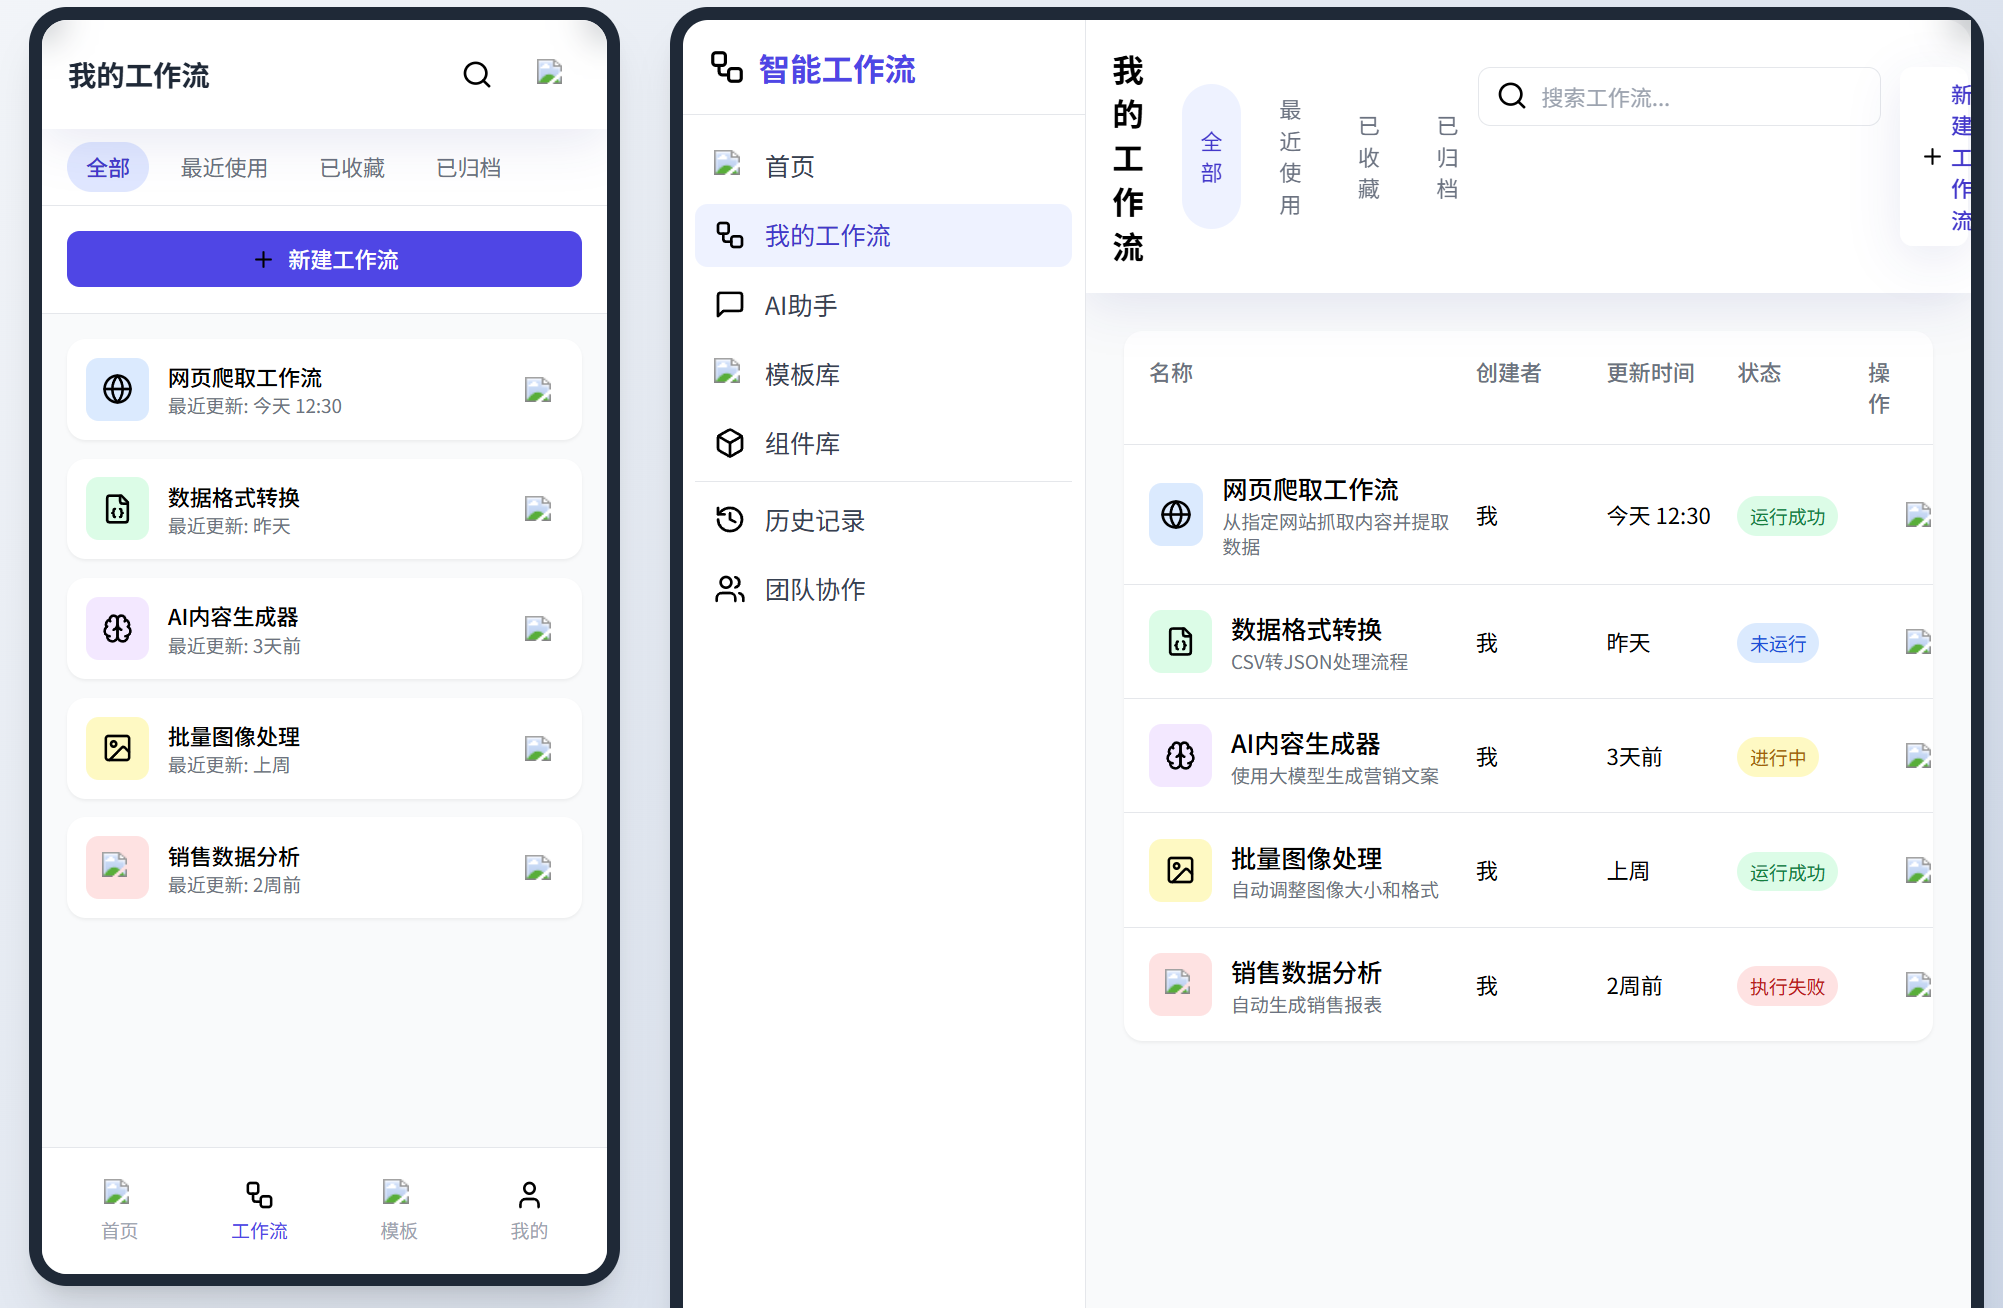 我的工作流
全部
最近使用
已收藏
已归档
新建工作流
网页爬取工作流
最近更新: 今天 12:30
数据格式转换
最近更新: 昨天
AI内容生成器
最近更新: 3天前
批量图像处理
最近更新: 上周
销售数据分析
最近更新: 2周前
首页
工作流
模板
我的
智能工作流
首页
我的工作流
AI助手
模板库
组件库
历史记录
团队协作
我的工作流
全部
最近使用
已收藏
已归档
搜索工作流...
新建工作流
名称
创建者
更新时间
状态
操作
网页爬取工作流
从指定网站抓取内容并提取
数据
我
今天 12:30
运行成功
数据格式转换
CSV转JSON处理流程
我
昨天
未运行
AI内容生成器
使用大模型生成营销文案
我
3天前
进行中
批量图像处理
自动调整图像大小和格式
我
上周
运行成功
销售数据分析
自动生成销售报表
我
2周前
执行失败